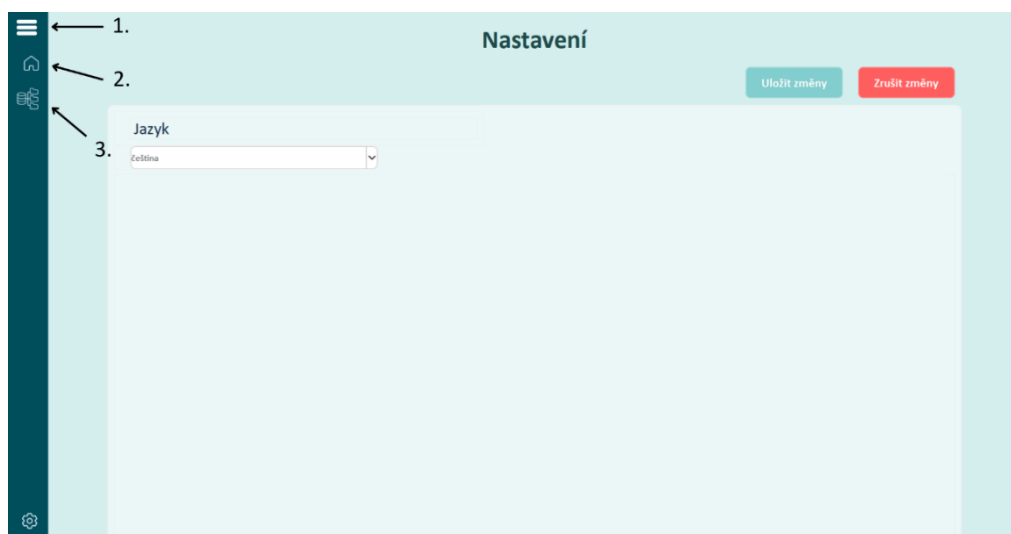 1.
Nastavení
2.
Uložit změny
Zrušit změny
Jazyk
3.
čeština